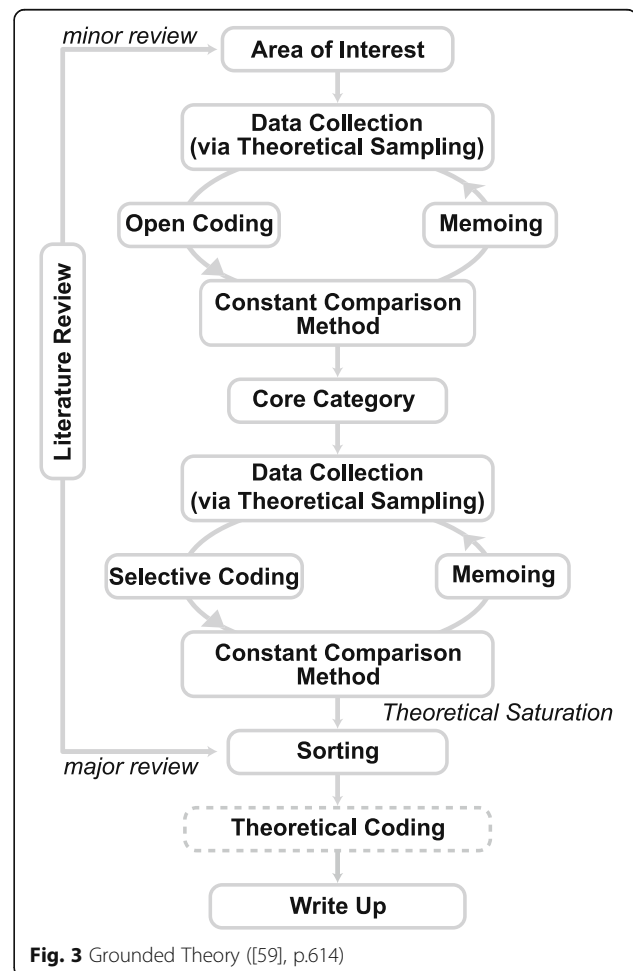 minor review
Area of Interest
Data Collection
(via Theoretical Sampling)
Open Coding
Memoing
Constant Comparison
Method
Literature Review
Core Category
Data Collection
(via Theoretical Sampling)
Selective Coding
Memoing
Constant Comparison
Method
Theoretical Saturation
major review
Sorting
Theoretical Coding
Write Up
Fig. 3 Grounded Theory ([59], p.614)